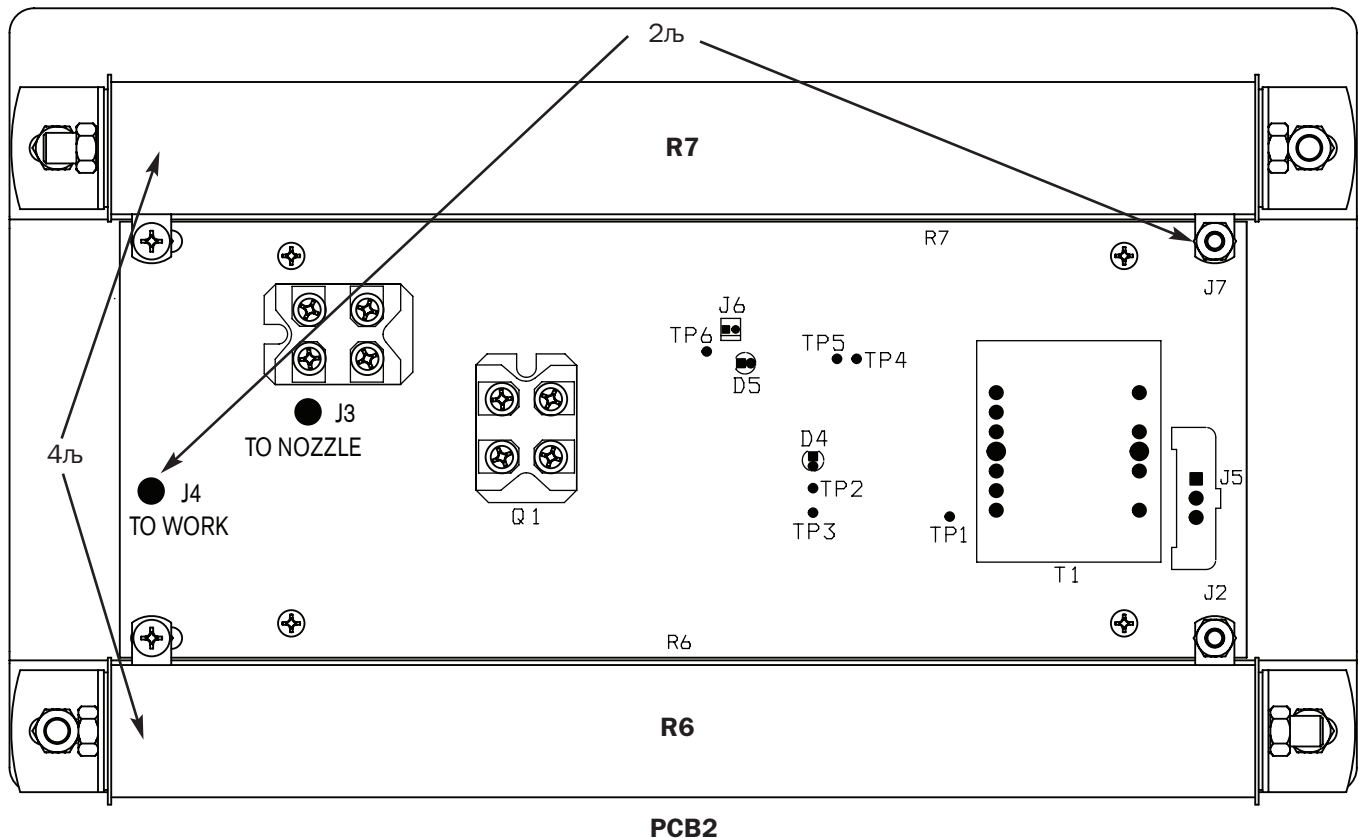 2љ
R7
R7
J7
J6
TP6
TP5
TP4
D5
J3
TO NOZZLE
D4
4љ
J4
TP2
J5
TO WORK
Q1
TP3
TP1
T1
J2
R6
R6
PCB2